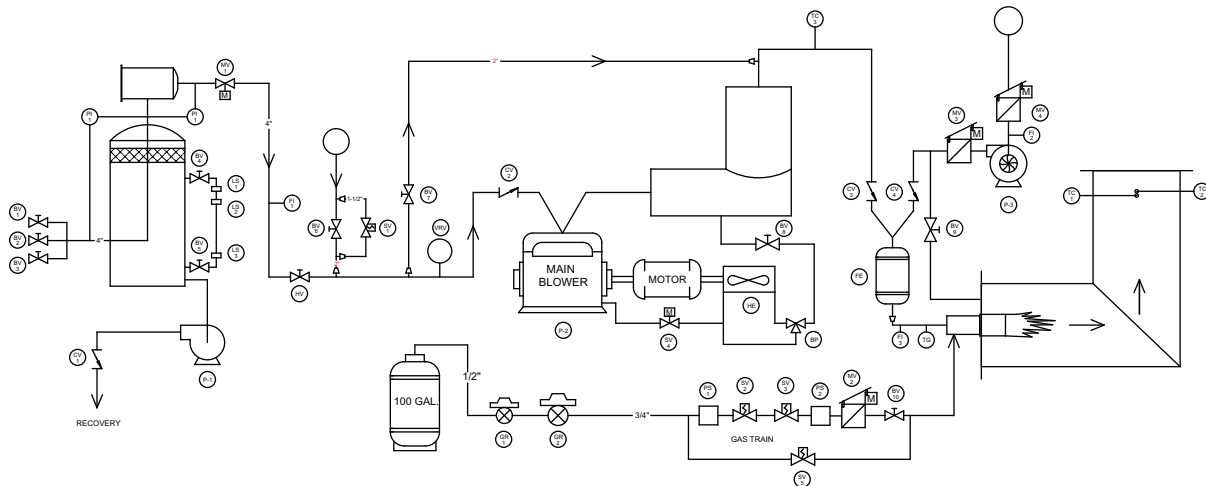 TC
3
2"
MV
1
M
PI
1
PI
1
4"
BV
4
LS
1
LS
2
BV
1
BV
2
BV
3
4"
BV
5
LS
3
CV
1
P-1
RECOVERY
FI
1
HV
1-1/2"
BV
6
SV
1
2"
BV
7
VRV
CV
2
MAIN
BLOWER
P-2
MOTOR
M
SV
4
HE
BV
8
BP
CV
3
CV
4
FE
FI
3
TG
BV
9
MV
3
M
M
MV
4
FI
2
P-3
TC
1
TC
2
100 GAL.
1/2"
GR
1
GR
2
3/4"
PS
1
SV
2
SV
3
PS
2
MV
2
M
BV
10
GAS TRAIN
SV
5